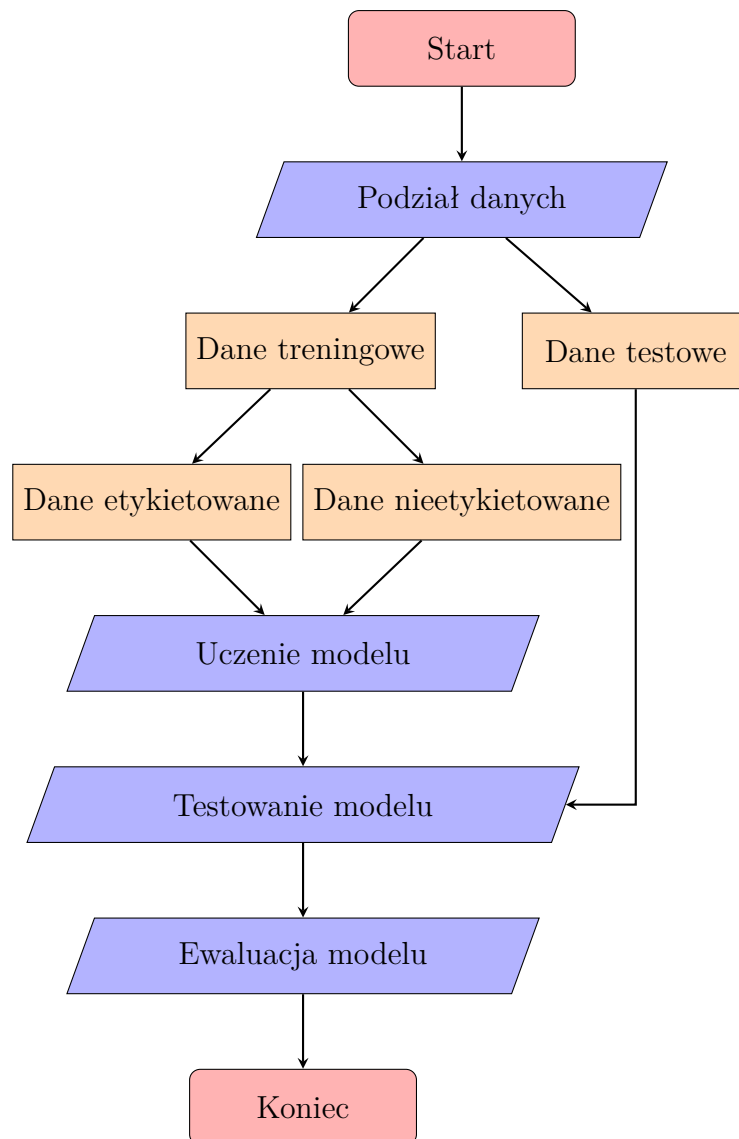 Start
Podział danych
Dane treningowe
Dane testowe
Dane etykietowane
Dane nieetykietowane
Uczenie modelu
Testowanie modelu
Ewaluacja modelu
Koniec